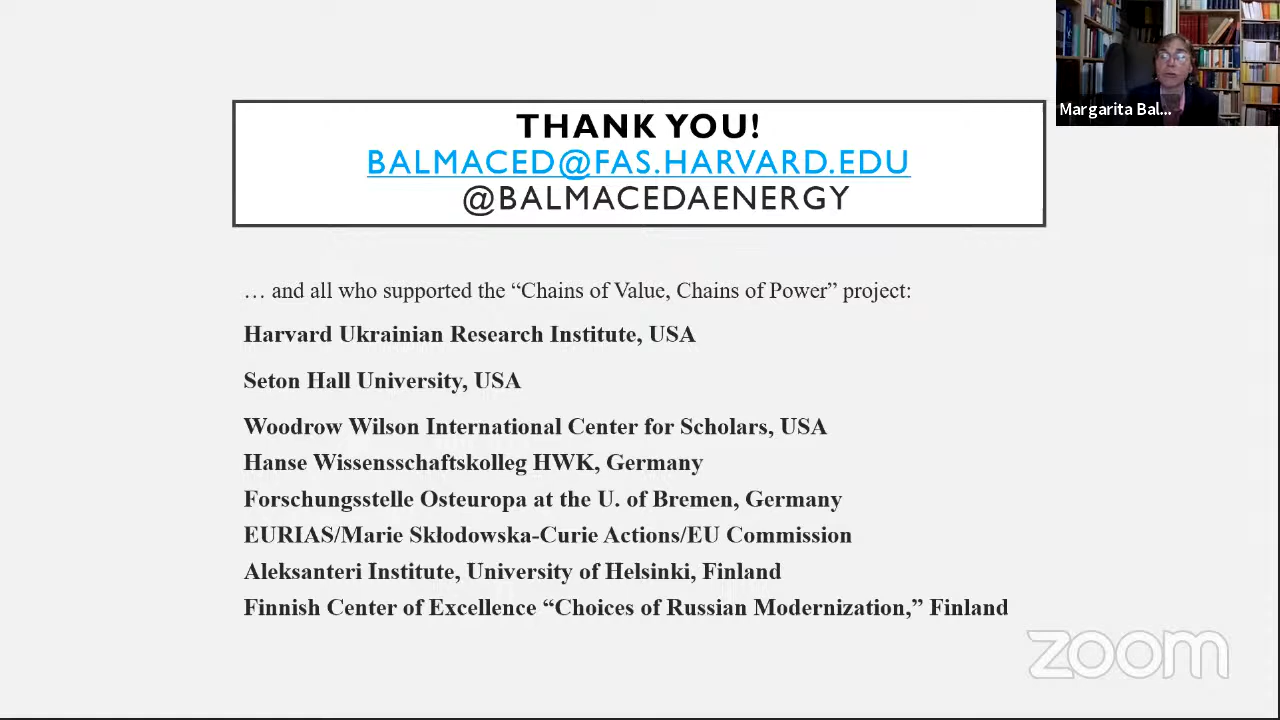 THANK YOU!
BALMACED@FAS.HARVARD.EDU
@BALMACEDAENERGY
Margarita Bal...
… and all who supported the “Chains of Value, Chains of Power” project:
Harvard Ukrainian Research Institute, USA
Seton Hall University, USA
Woodrow Wilson International Center for Scholars, USA
Hanse Wissensschaftskolleg HWK, Germany
Forschungsstelle Osteuropa at the U. of Bremen, Germany
EURIAS/Marie Skłodowska-Curie Actions/EU Commission
Aleksanteri Institute, University of Helsinki, Finland
Finnish Center of Excellence “Choices of Russian Modernization,” Finland
zoom